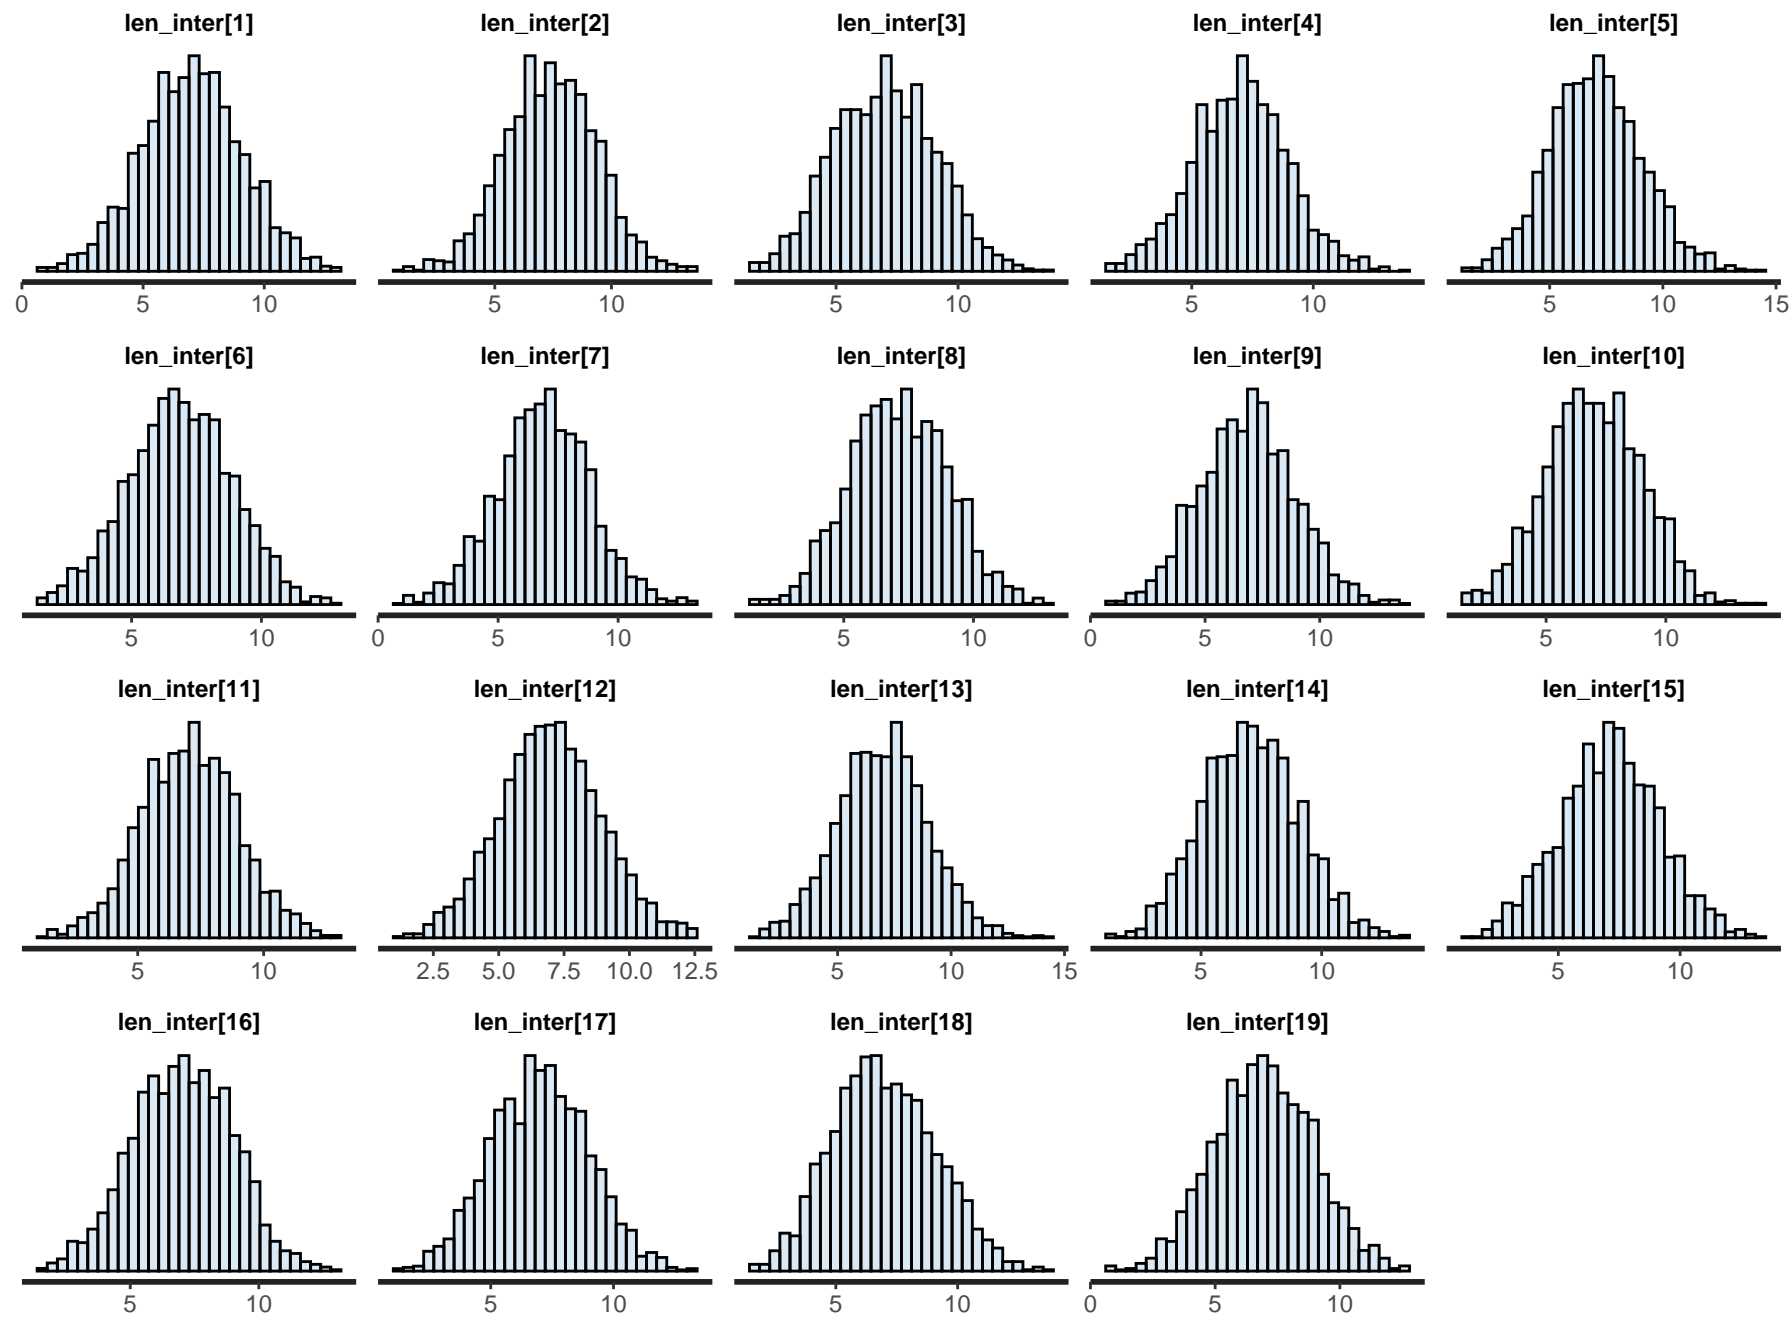 len_inter[1] len_inter[2] len_inter[3] len_inter[4] len_inter[5]
0 5 10 5 10 5 10 5 10 5 10 15
len_inter[6] len_inter[7] len_inter[8] len_inter[9] len_inter[10]
5 10 0 5 10 5 10 0 5 10 5 10
len_inter[11] len_inter[12] len_inter[13] len_inter[14] len_inter[15]
5 10 2.5 5.0 7.5 10.0 12.5 5 10 15 5 10 5 10
len_inter[16] len_inter[17] len_inter[18] len_inter[19]
5 10 5 10 5 10 0 5 10